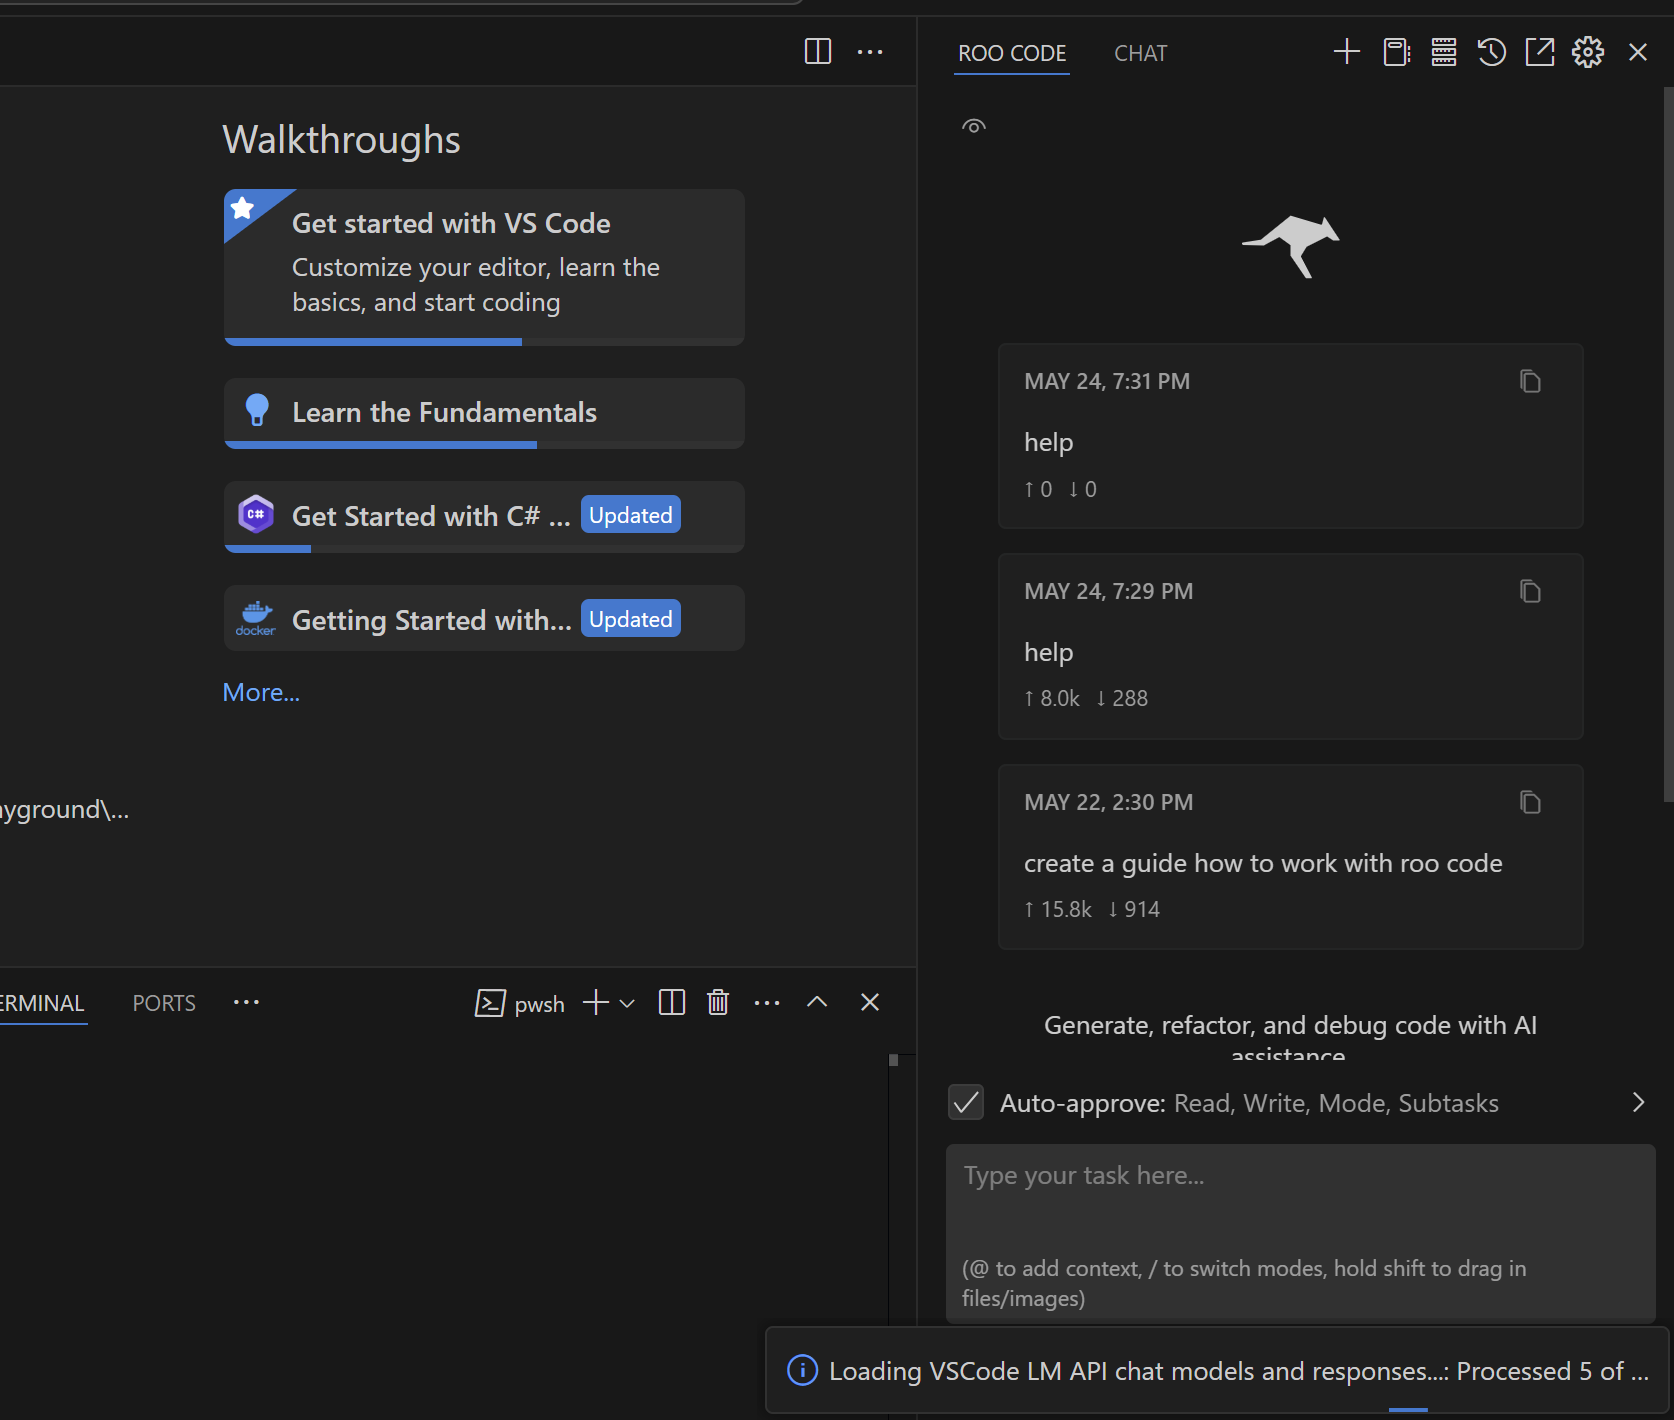 ROO CODE
CHAT
Walkthroughs
Get started with VS Code
Customize your editor, learn the
basics, and start coding
Learn the Fundamentals
C#
Get Started with C# ...
Updated
docker
Getting Started with...
Updated
More...
yground\...
MAY 24, 7:31 PM
help
↑ 0 ↓ 0
MAY 24, 7:29 PM
help
↑ 8.0k ↓ 288
MAY 22, 2:30 PM
create a guide how to work with roo code
↑ 15.8k ↓ 914
Generate, refactor, and debug code with AI
assistance
ERMINAL
PORTS
pwsh
Auto-approve: Read, Write, Mode, Subtasks
Type your task here...
(@ to add context, / to switch modes, hold shift to drag in
files/images)
Loading VSCode LM API chat models and responses...: Processed 5 of ...